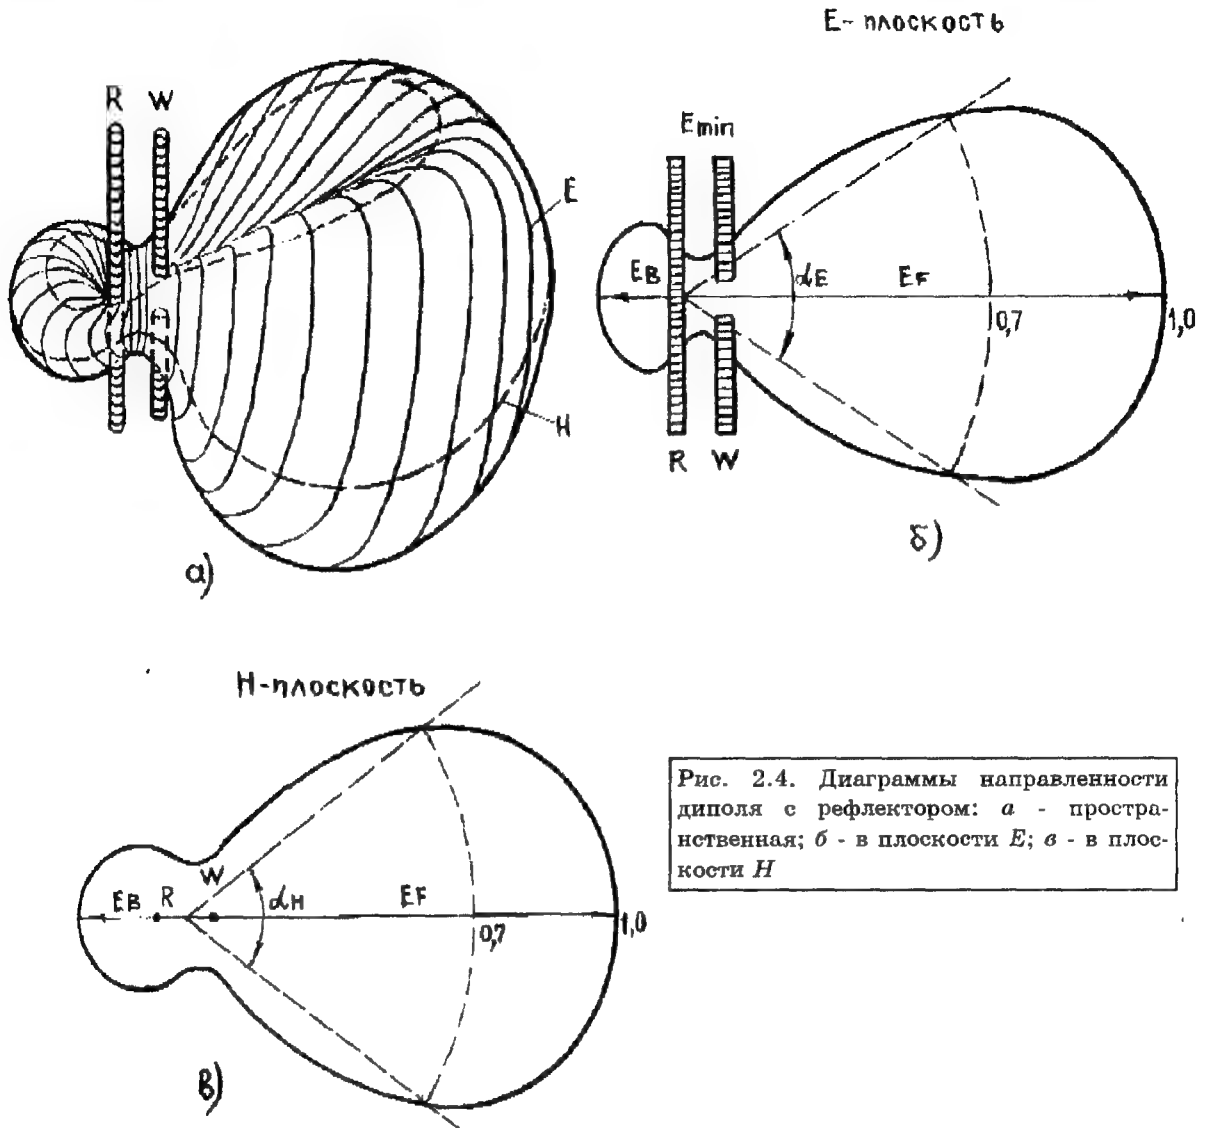 E-плоскость
R W
E
H
а)
Emin
EB αE EF
0,7 1,0
R W
б)
H-плоскость
W
EB R αH EF
0,7 1,0
в)
Рис. 2.4. Диаграммы направленности
диполя с рефлектором: а - простра-
нственная; б - в плоскости E; в - в плос-
кости H